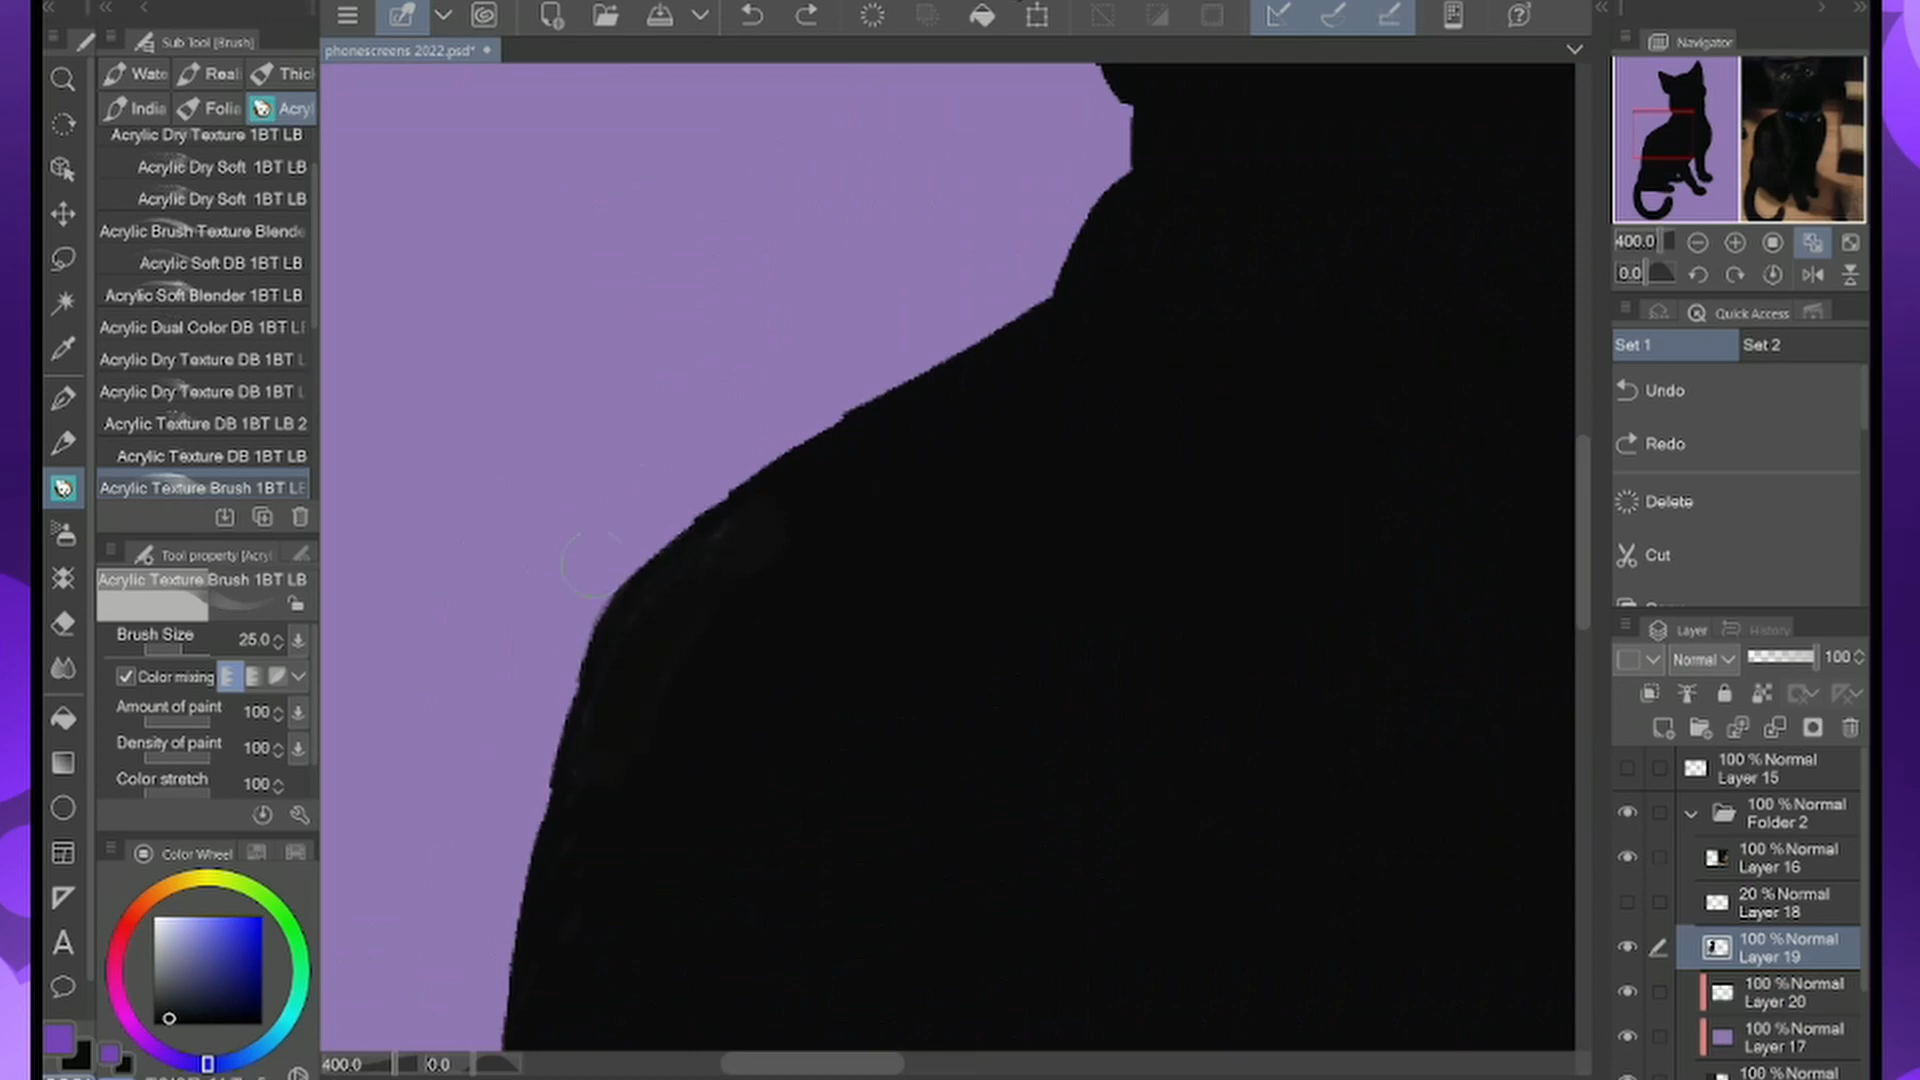 Sub Tool [Brush]
Wate
Reali
Thicl
India
Folia
Acryl
Acrylic Dry Texture 1BT LB
Acrylic Dry Soft 1BT LB
Acrylic Dry Soft 1BT LB
Acrylic Brush Texture Blende
Acrylic Soft DB 1BT LB
Acrylic Soft Blender 1BT LB
Acrylic Dual Color DB 1BT LE
Acrylic Dry Texture DB 1BT L
Acrylic Dry Texture DB 1BT L
Acrylic Texture DB 1BT LB 2
Acrylic Texture DB 1BT LB
Acrylic Texture Brush 1BT LE
Tool property [Acryl
Acrylic Texture Brush 1BT LB
Brush Size 25.0
Color mixing
Amount of paint 100
Density of paint 100
Color stretch 100
Color Wheel
phonescreens 2022.psd*
400.0
0.0
Navigator
400.0
0.0
Quick Access
Set 1
Set 2
Undo
Redo
Delete
Cut
Layer
History
Normal
100
100 % Normal
Layer 15
100 % Normal
Folder 2
100 % Normal
Layer 16
20 % Normal
Layer 18
100 % Normal
Layer 19
100 % Normal
Layer 20
100 % Normal
Layer 17
100 % Normal